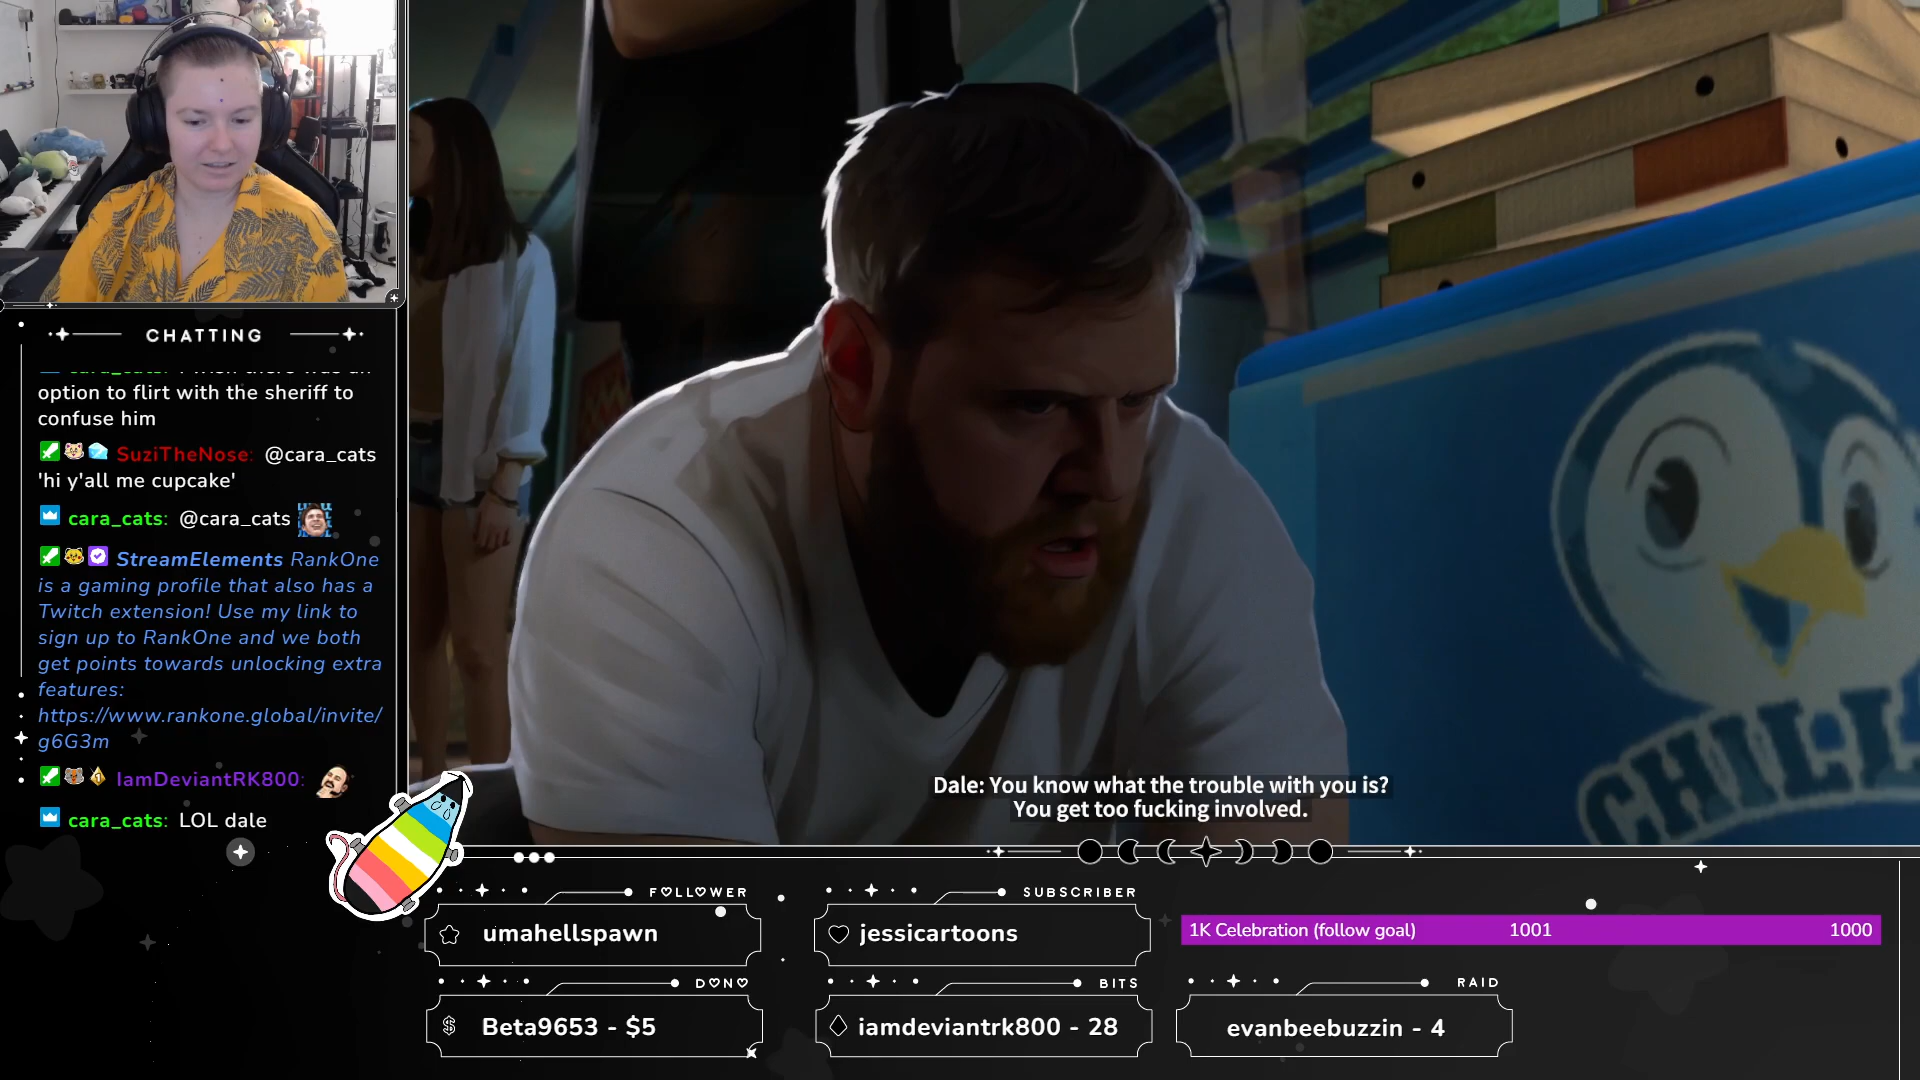 CHATTING
option to flirt with the sheriff to
confuse him
SuziTheNose: @cara_cats
'hi y'all me cupcake'
cara_cats: @cara_cats
StreamElements RankOne
is a gaming profile that also has a
Twitch extension! Use my link to
sign up to RankOne and we both
get points towards unlocking extra
features:
https://www.rankone.global/invite/
g6G3m
IamDeviantRK800:
cara_cats: LOL dale
CHILL
Dale: You know what the trouble with you is?
You get too fucking involved.
FOLLOWER
umahellspawn
SUBSCRIBER
jessicartoons
1K Celebration (follow goal) 1001 1000
DONO
Beta9653 - $5
BITS
iamdeviantrk800 - 28
RAID
evanbeebuzzin - 4